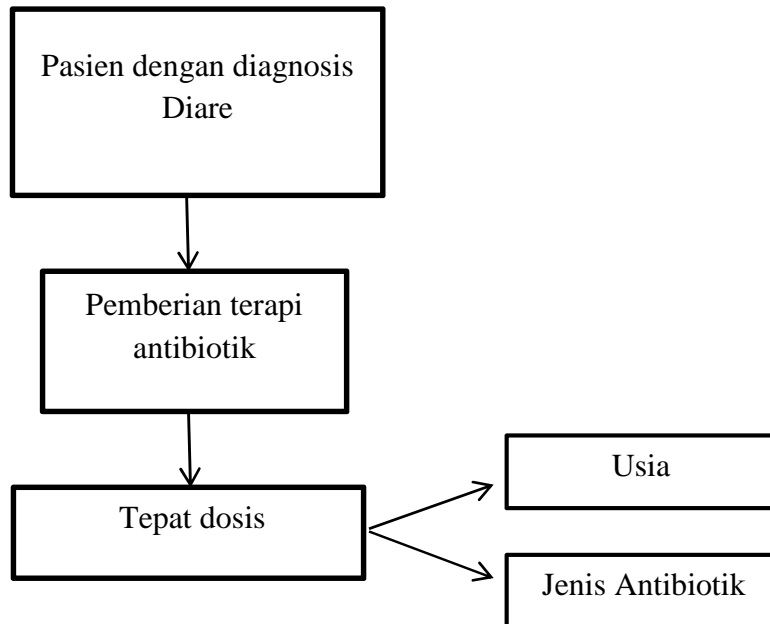 Pasien dengan diagnosis
Diare
Pemberian terapi
antibiotik
Tepat dosis
Usia
Jenis Antibiotik